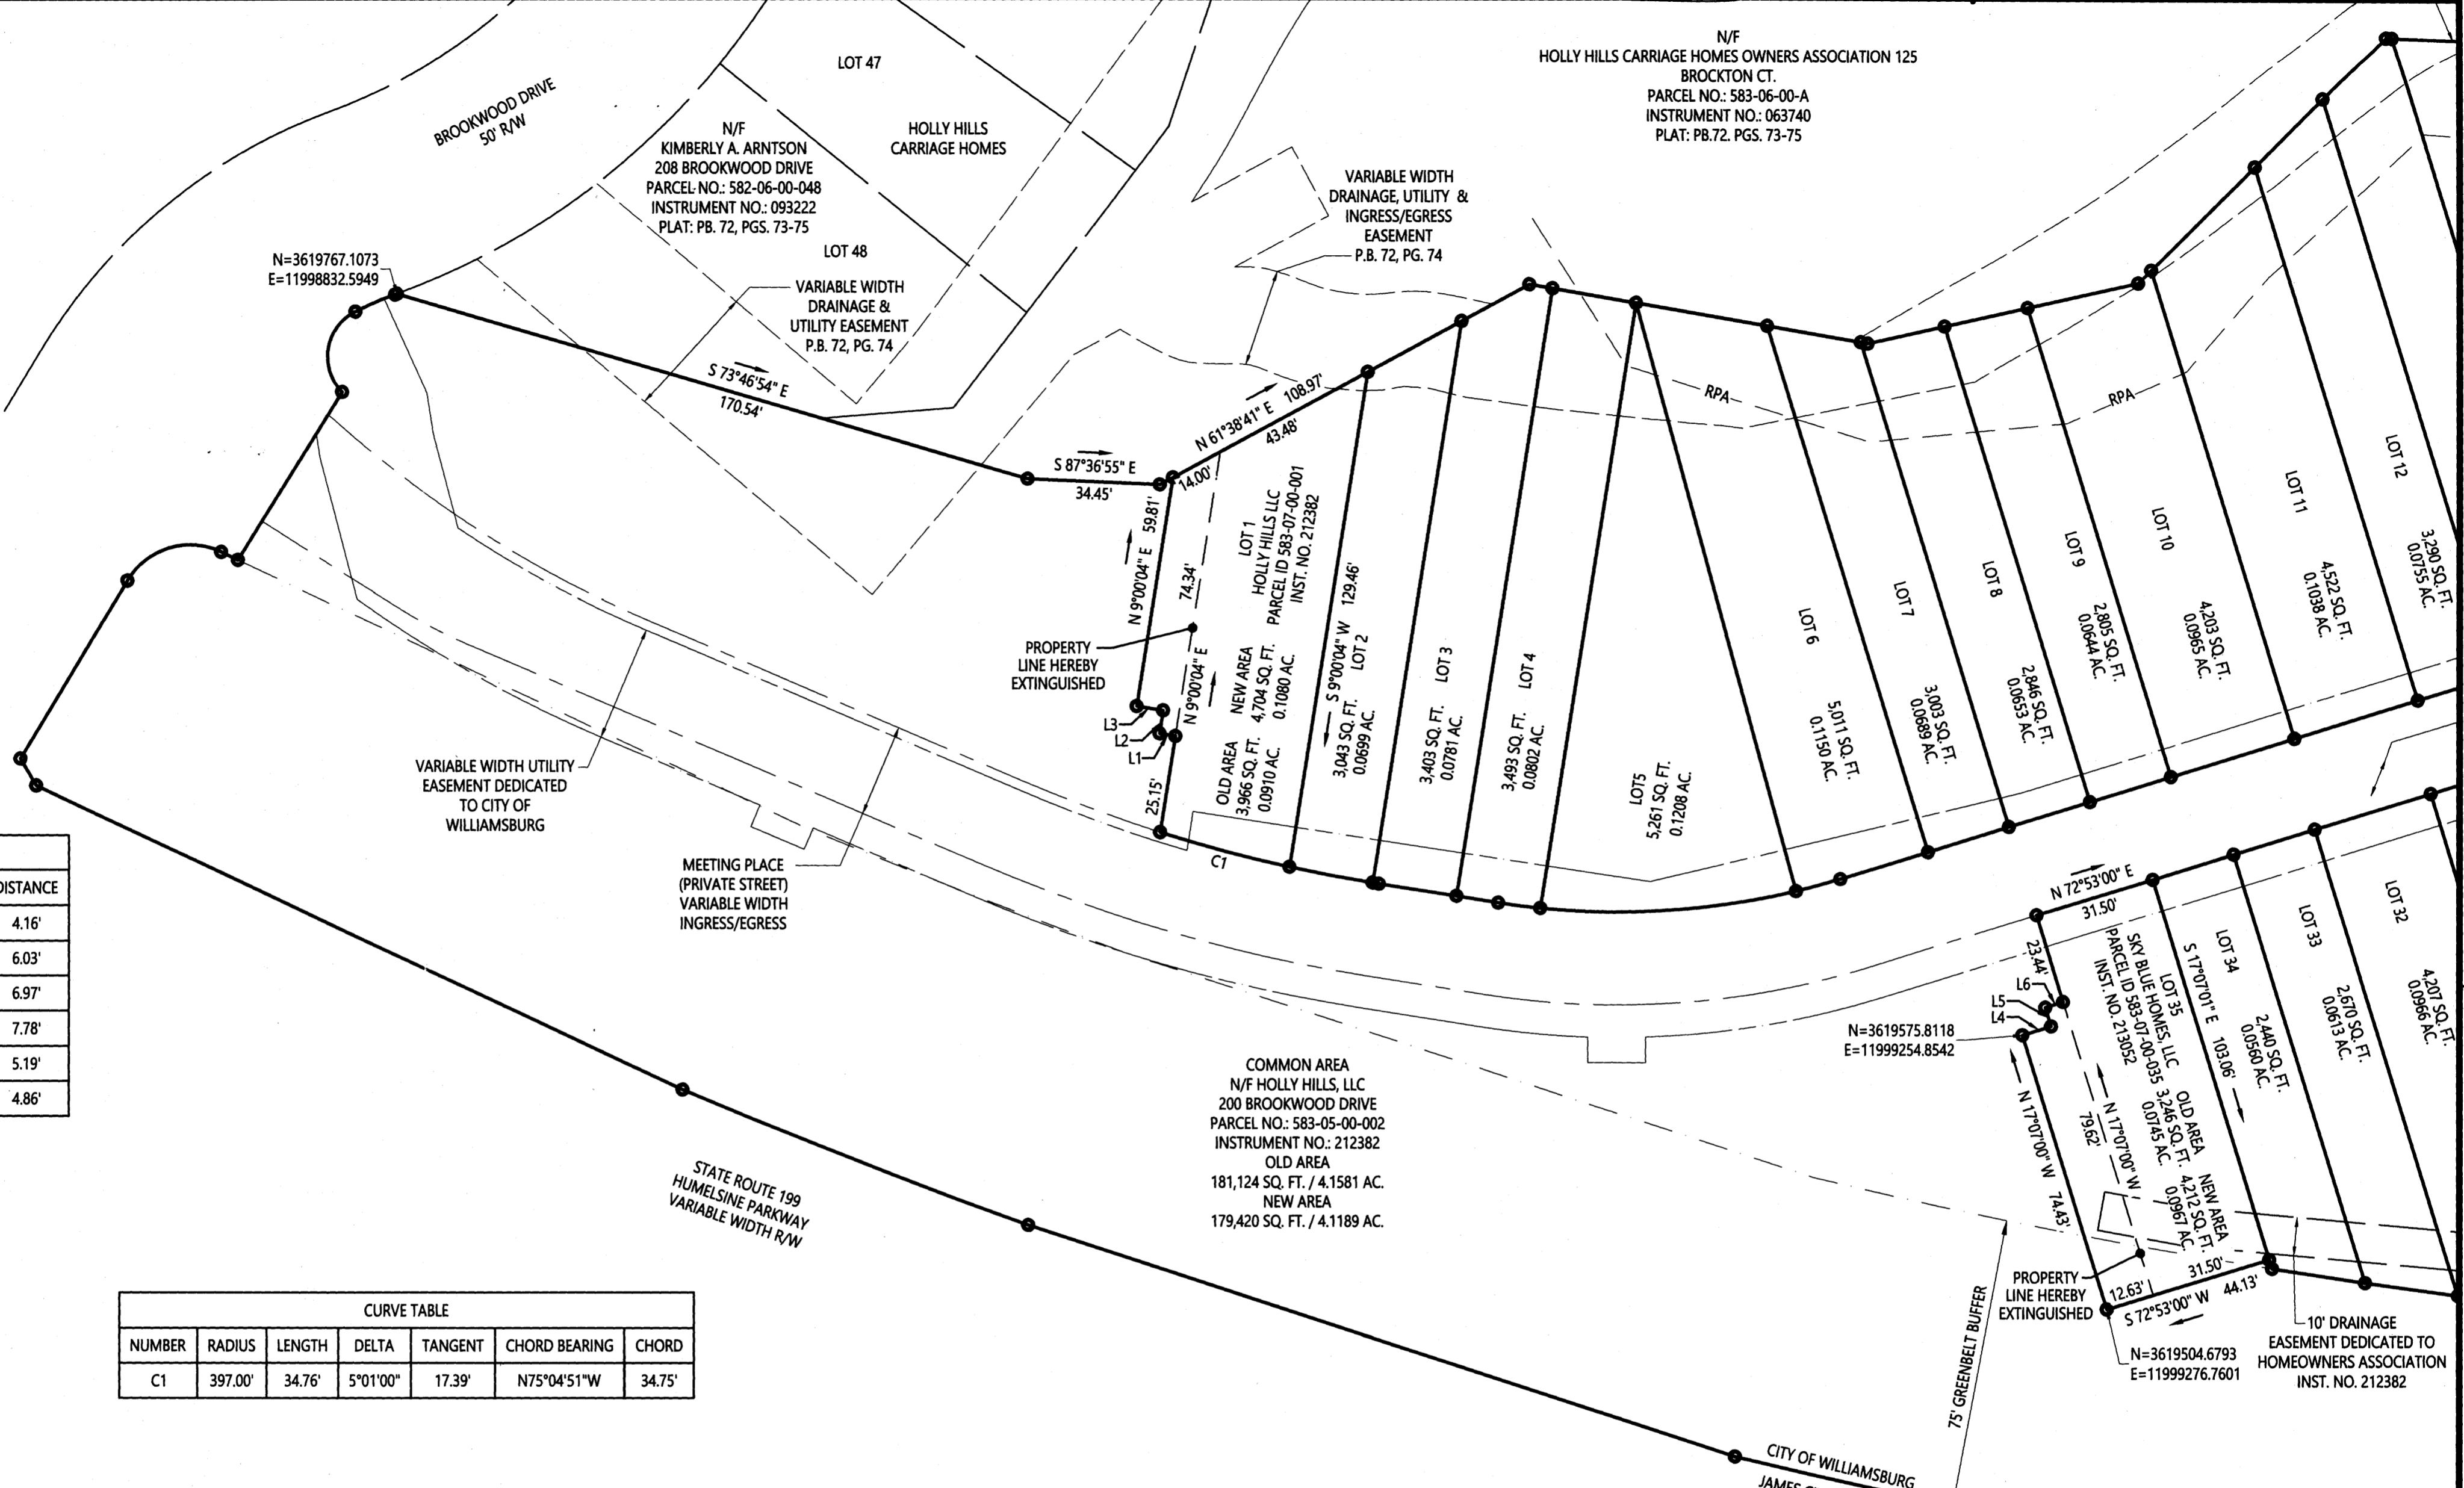 BROOKWOOD DRIVE
50' R/W
LOT 47
HOLLY HILLS
CARRIAGE HOMES
N/F
KIMBERLY A. ARNTSON
208 BROOKWOOD DRIVE
PARCEL NO.: 582-06-00-048
INSTRUMENT NO.: 093222
PLAT: PB. 72, PGS. 73-75
LOT 48
N/F
HOLLY HILLS CARRIAGE HOMES OWNERS ASSOCIATION 125
BROCKTON CT.
PARCEL NO.: 583-06-00-A
INSTRUMENT NO.: 063740
PLAT: PB.72. PGS. 73-75
VARIABLE WIDTH
DRAINAGE, UTILITY &
INGRESS/EGRESS
EASEMENT
P.B. 72, PG. 74
N=3619767.1073
E=11998832.5949
VARIABLE WIDTH
DRAINAGE &
UTILITY EASEMENT
P.B. 72, PG. 74
S 73°46'54" E
170.54'
S 87°36'55" E
34.45'
N 61°38'41" E 108.97'
14.00'
43.48'
RPA
RPA
N 9°00'04" E 59.81'
74.34'
N 9°00'04" E
PROPERTY
LINE HEREBY
EXTINGUISHED
L3
L2
L1
25.15'
C1
LOT 1
HOLLY HILLS LLC
PARCEL ID 583-07-00-001
INST. NO. 212382
OLD AREA
3,966 SQ. FT.
0.0910 AC.
NEW AREA
4,704 SQ. FT.
0.1080 AC.
S 9°00'04" W 129.46'
LOT 2
3,043 SQ. FT.
0.0699 AC.
LOT 3
3,403 SQ. FT.
0.0781 AC.
LOT 4
3,493 SQ. FT.
0.0802 AC.
LOT5
5,261 SQ. FT.
0.1208 AC.
LOT 6
5,011 SQ. FT.
0.1150 AC.
LOT 7
3,003 SQ. FT.
0.0689 AC.
LOT 8
2,846 SQ. FT.
0.0653 AC.
LOT 9
2,805 SQ. FT.
0.0644 AC.
LOT 10
4,203 SQ. FT.
0.0965 AC.
LOT 11
4,522 SQ. FT.
0.1038 AC.
LOT 12
3,290 SQ. FT.
0.0755 AC.
VARIABLE WIDTH UTILITY
EASEMENT DEDICATED
TO CITY OF
WILLIAMSBURG
MEETING PLACE
(PRIVATE STREET)
VARIABLE WIDTH
INGRESS/EGRESS
DISTANCE
4.16'
6.03'
6.97'
7.78'
5.19'
4.86'
COMMON AREA
N/F HOLLY HILLS, LLC
200 BROOKWOOD DRIVE
PARCEL NO.: 583-05-00-002
INSTRUMENT NO.: 212382
OLD AREA
181,124 SQ. FT. / 4.1581 AC.
NEW AREA
179,420 SQ. FT. / 4.1189 AC.
N 72°53'00" E
31.50'
23.44'
L6
L5
L4
N=3619575.8118
E=11999254.8542
N 17°07'00" W 74.43'
N 17°07'00" W
79.62'
LOT 35
SKY BLUE HOMES, LLC
PARCEL ID 583-07-00-035
INST. NO. 213052
OLD AREA
3,246 SQ. FT.
0.0745 AC.
NEW AREA
4,212 SQ. FT.
0.0967 AC.
S 17°07'01" E 103.06'
LOT 34
2,440 SQ. FT.
0.0560 AC.
LOT 33
2,670 SQ. FT.
0.0613 AC.
LOT 32
4,207 SQ. FT.
0.0966 AC.
PROPERTY
LINE HEREBY
EXTINGUISHED
12.63'
31.50'
S 72°53'00" W 44.13'
N=3619504.6793
E=11999276.7601
10' DRAINAGE
EASEMENT DEDICATED TO
HOMEOWNERS ASSOCIATION
INST. NO. 212382
75' GREENBELT BUFFER
STATE ROUTE 199
HUMELSINE PARKWAY
VARIABLE WIDTH R/W
CITY OF WILLIAMSBURG
CURVE TABLE
NUMBER RADIUS LENGTH DELTA TANGENT CHORD BEARING CHORD
C1 397.00' 34.76' 5°01'00" 17.39' N75°04'51"W 34.75'